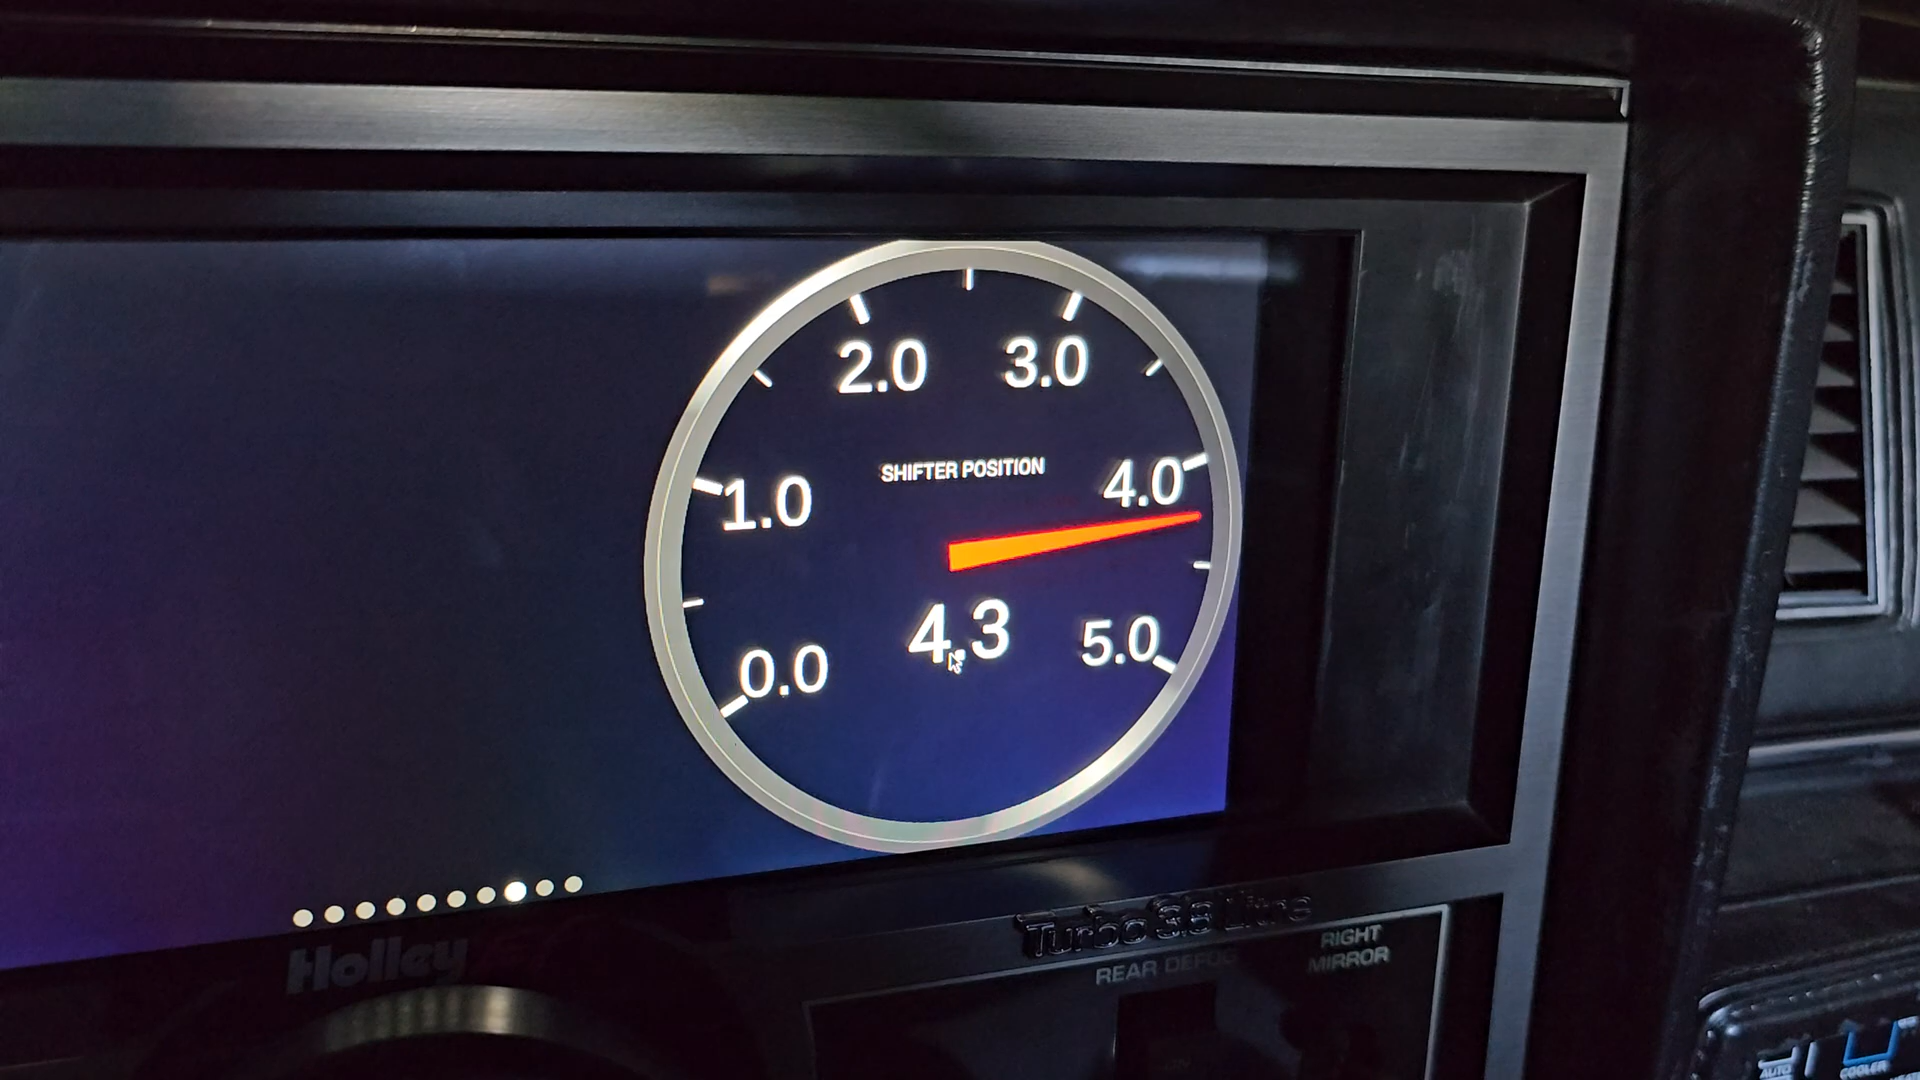 2.0 3.0
SHIFTER POSITION
1.0 4.0
4.3
0.0 5.0
Holley
Turbo 3.8 Litre
REAR DEFOG
RIGHT
MIRROR
AUTO
COOLER